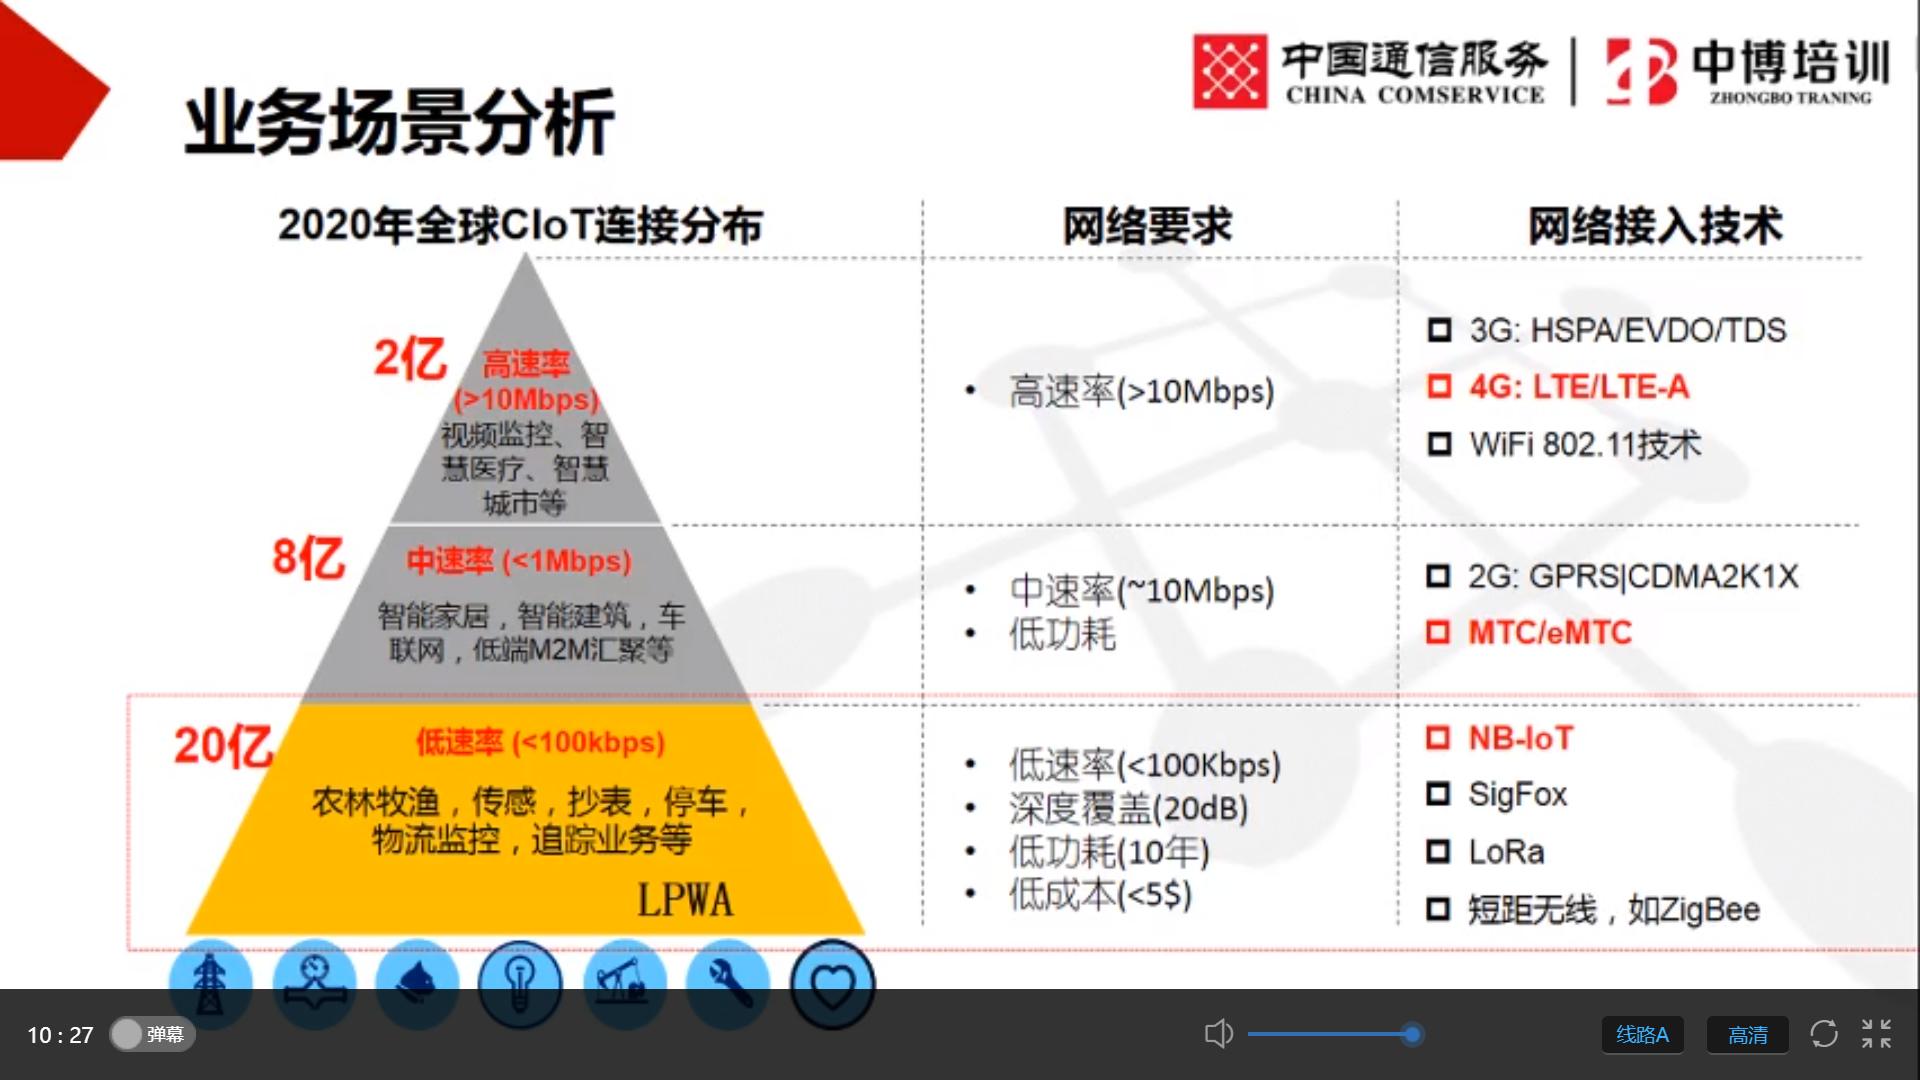 中国通信服务
CHINA COMSERVICE
中博培训
ZHONGBO TRANING
业务场景分析
2020年全球CIoT连接分布
网络要求
网络接入技术
2亿
高速率
(>10Mbps)
视频监控、智
慧医疗、智慧
城市等
• 高速率(>10Mbps)
3G: HSPA/EVDO/TDS
4G: LTE/LTE-A
WiFi 802.11技术
8亿
中速率 (<1Mbps)
智能家居，智能建筑，车
联网，低端M2M汇聚等
• 中速率(~10Mbps)
• 低功耗
2G: GPRS|CDMA2K1X
MTC/eMTC
20亿
低速率 (<100kbps)
农林牧渔，传感，抄表，停车，
物流监控，追踪业务等
LPWA
• 低速率(<100Kbps)
• 深度覆盖(20dB)
• 低功耗(10年)
• 低成本(<5$)
NB-IoT
SigFox
LoRa
短距无线，如ZigBee
10 : 27
弹幕
线路A
高清